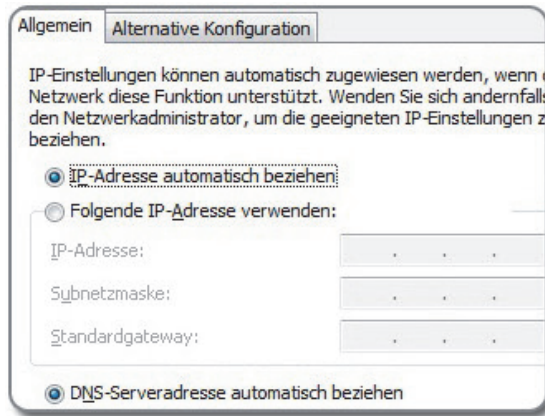 Allgemein Alternative Konfiguration
IP-Einstellungen können automatisch zugewiesen werden, wenn
Netzwerk diese Funktion unterstützt. Wenden Sie sich andernfalls
den Netzwerkadministrator, um die geeigneten IP-Einstellungen
beziehen.
IP-Adresse automatisch beziehen
Folgende IP-Adresse verwenden:
IP-Adresse:
Subnetzmaske:
Standardgateway:
DNS-Serveradresse automatisch beziehen